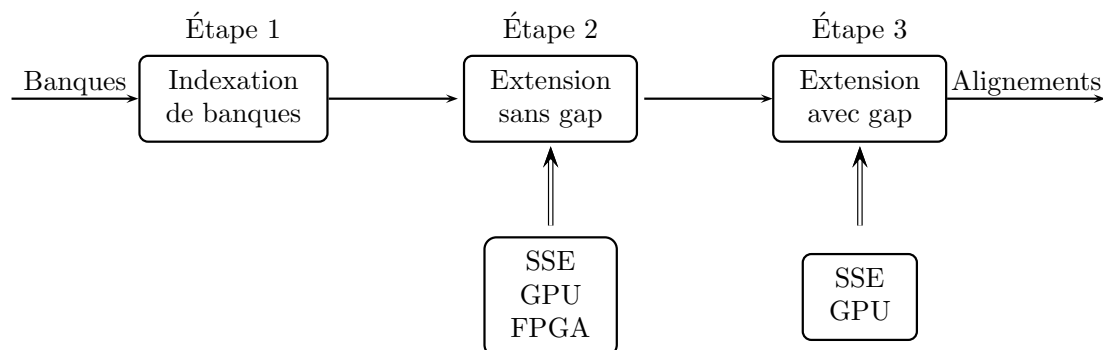 Étape 1
Étape 2
Étape 3
Banques
Indexation
de banques
Extension
sans gap
Extension
avec gap
Alignements
SSE
GPU
FPGA
SSE
GPU